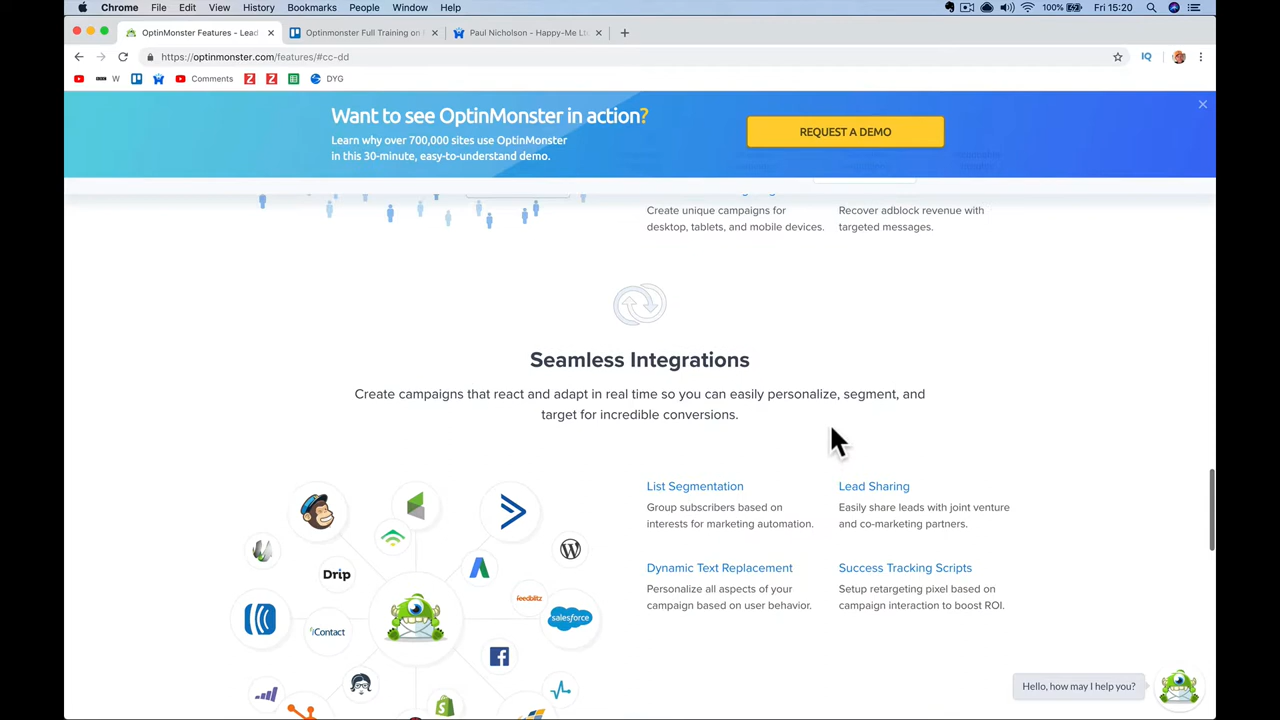 Chrome File Edit View History Bookmarks People Window Help 100% Fri 15:20
OptinMonster Features - Lead Optinmonster Full Training on Paul Nicholson - Happy-Me Lt
https://optinmonster.com/features/#cc-dd IQ
W Comments Z Z DYG
Want to see OptinMonster in action?
Learn why over 700,000 sites use OptinMonster
in this 30-minute, easy-to-understand demo.
REQUEST A DEMO
Create unique campaigns for
desktop, tablets, and mobile devices.
Recover adblock revenue with
targeted messages.
Seamless Integrations
Create campaigns that react and adapt in real time so you can easily personalize, segment, and
target for incredible conversions.
List Segmentation
Group subscribers based on
interests for marketing automation.
Lead Sharing
Easily share leads with joint venture
and co-marketing partners.
Dynamic Text Replacement
Personalize all aspects of your
campaign based on user behavior.
Success Tracking Scripts
Setup retargeting pixel based on
campaign interaction to boost ROI.
Drip
feedblitz
salesforce
iContact
Hello, how may I help you?